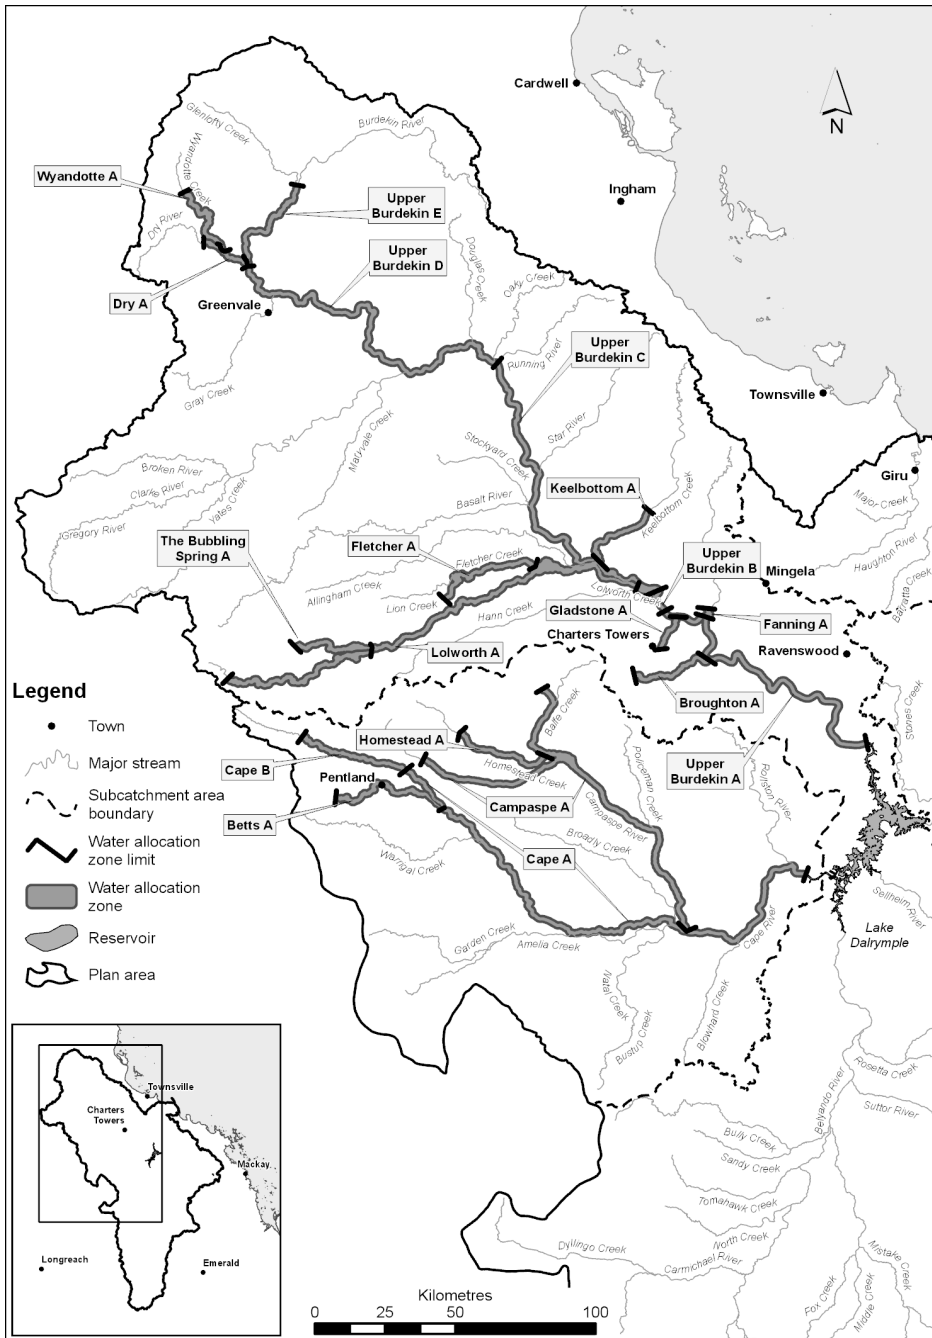 Cardwell
N
Glenlofty Creek
Burdekin River
Wyandotte Creek
Wyandotte A
Ingham
Upper
Burdekin E
Dry River
Upper
Burdekin D
Douglas Creek
Oaky Creek
Dry A
Greenvale
Running River
Upper
Burdekin C
Gray Creek
Townsville
Maryvale Creek
Star River
Stockyard Creek
Broken River
Clarke River
Gregory River
Yates Creek
Basalt River
Keelbottom A
Keelbottom Creek
Giru
Major Creek
The Bubbling
Spring A
Fletcher A
Fletcher Creek
Upper
Burdekin B
Haughton River
Mingela
Barratta Creek
Allingham Creek
Lion Creek
Lolworth Creek
Hann Creek
Gladstone A
Fanning A
Charters Towers
Lolworth A
Ravenswood
Legend
Town
Major stream
Subcatchment area
boundary
Water allocation
zone limit
Water allocation
zone
Reservoir
Plan area
Broughton A
Stones Creek
Balfe Creek
Homestead A
Homestead Creek
Policeman Creek
Upper
Burdekin A
Rollston River
Cape B
Pentland
Campaspe A
Campaspe River
Betts A
Broadly Creek
Cape A
Warrigal Creek
Sellheim River
Lake
Dalrymple
Garden Creek
Amelia Creek
Cape River
Natal Creek
Blowhard Creek
Bustup Creek
Rosetta Creek
Belyando River
Suttor River
Bully Creek
Sandy Creek
Tomahawk Creek
North Creek
Dyllingo Creek
Carmichael River
Mistake Creek
Fox Creek
Middle Creek
Townsville
Charters
Towers
Mackay
Longreach
Emerald
Kilometres
0 25 50 100